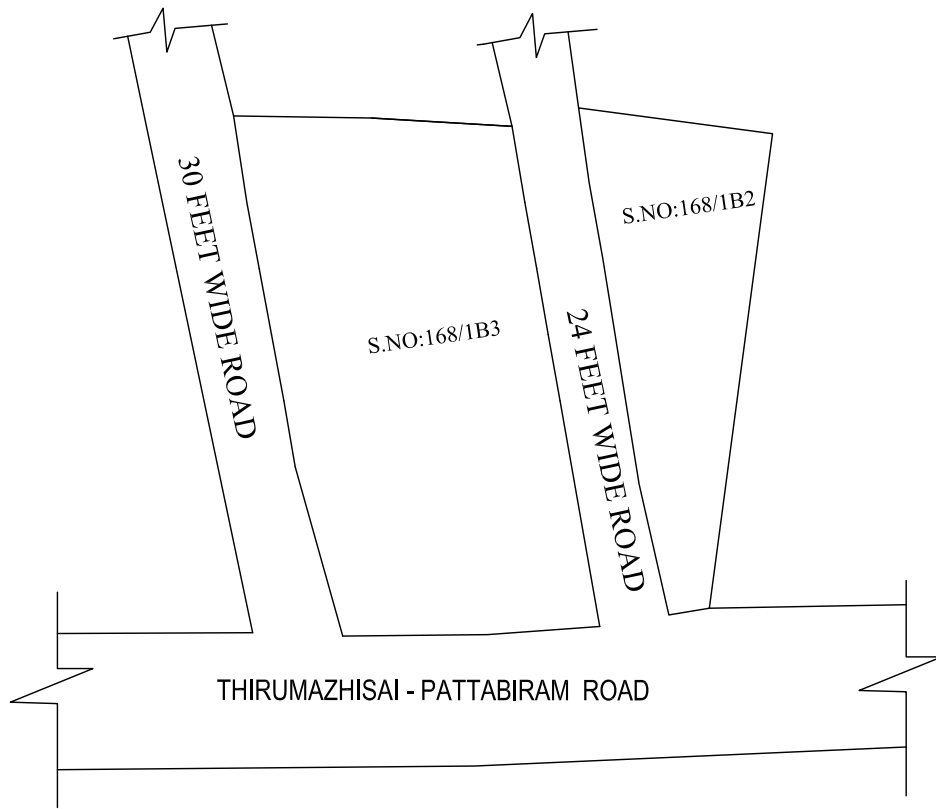 30 FEET WIDE ROAD
S.NO:168/1B3
24 FEET WIDE ROAD
S.NO:168/1B2
THIRUMAZHISAI - PATTABIRAM ROAD